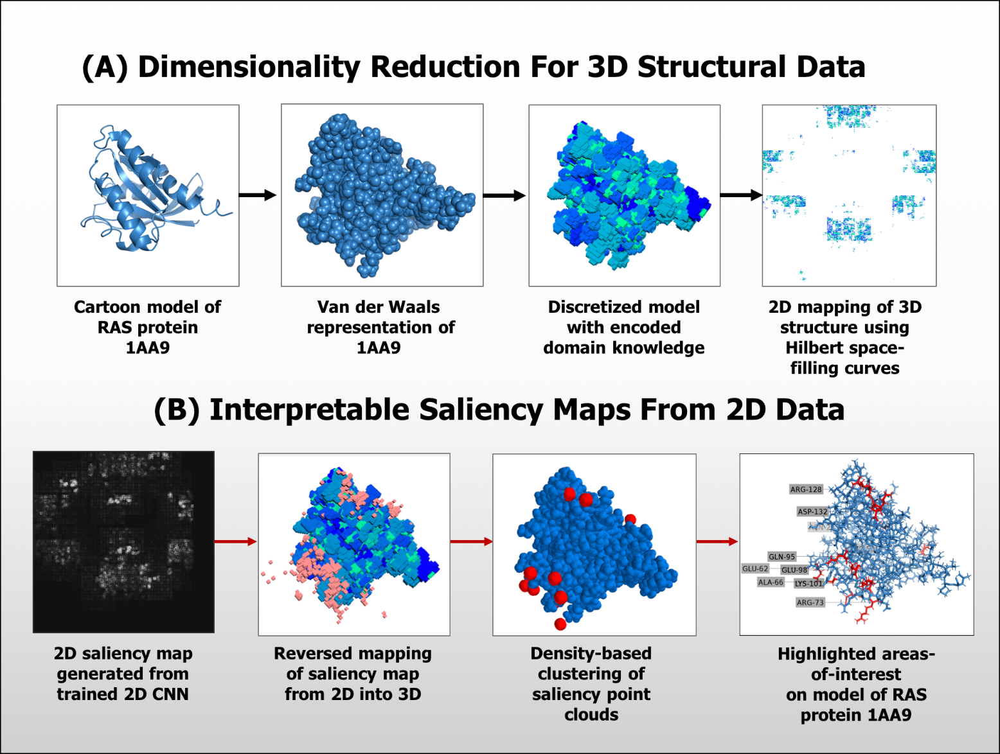 (A) Dimensionality Reduction For 3D Structural Data
Cartoon model of
RAS protein
1AA9
Van der Waals
representation of
1AA9
Discretized model
with encoded
domain knowledge
2D mapping of 3D
structure using
Hilbert space-
filling curves
(B) Interpretable Saliency Maps From 2D Data
ARG-128
ASP-132
GLN-95
GLU-62
GLU-98
ALA-66
LYS-101
ARG-73
2D saliency map
generated from
trained 2D CNN
Reversed mapping
of saliency map
from 2D into 3D
Density-based
clustering of
saliency point
clouds
Highlighted areas-
of-interest
on model of RAS
protein 1AA9